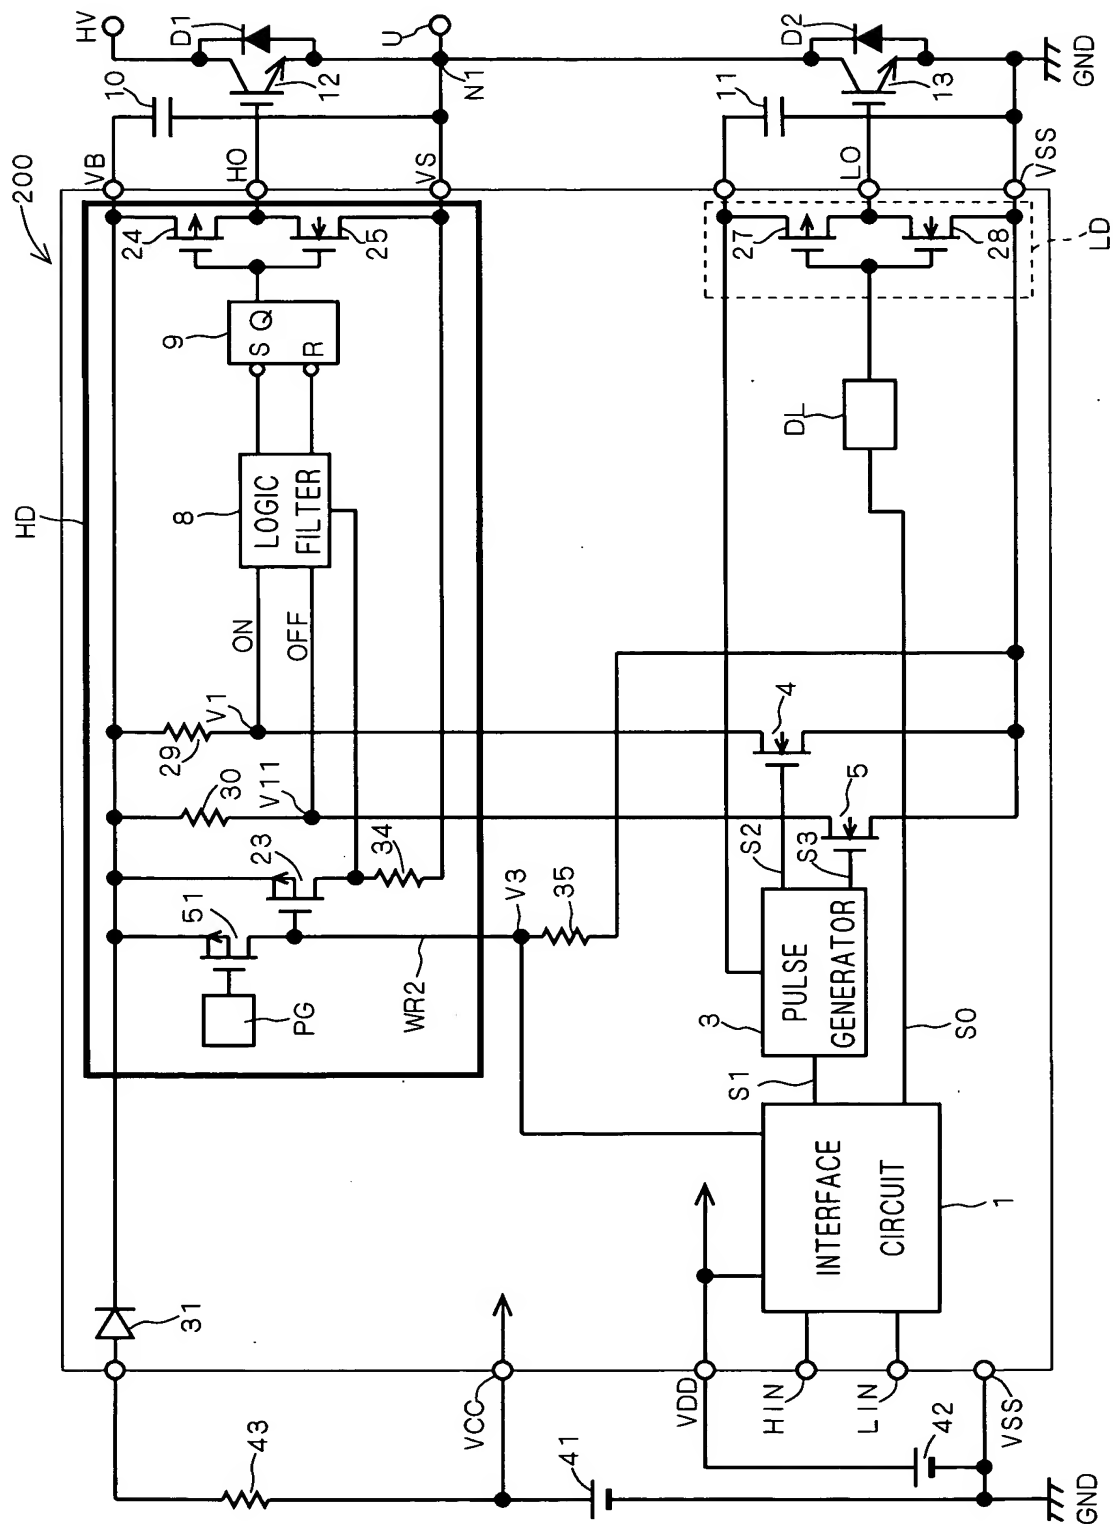 200
HV
D1
U
10
12
N1
D2
11
13
GND
VB
HO
VS
LO
VSS
HD
24
25
27
28
LD
9
S Q
R
8
LOGIC
FILTER
DL
ON
OFF
29
V1
30
V11
4
5
23
34
51
PG
WR2
V3
35
S2
S3
3
PULSE
GENERATOR
S1
S0
INTERFACE
CIRCUIT
1
31
VCC
VDD
HIN
LIN
VSS
43
41
42
GND